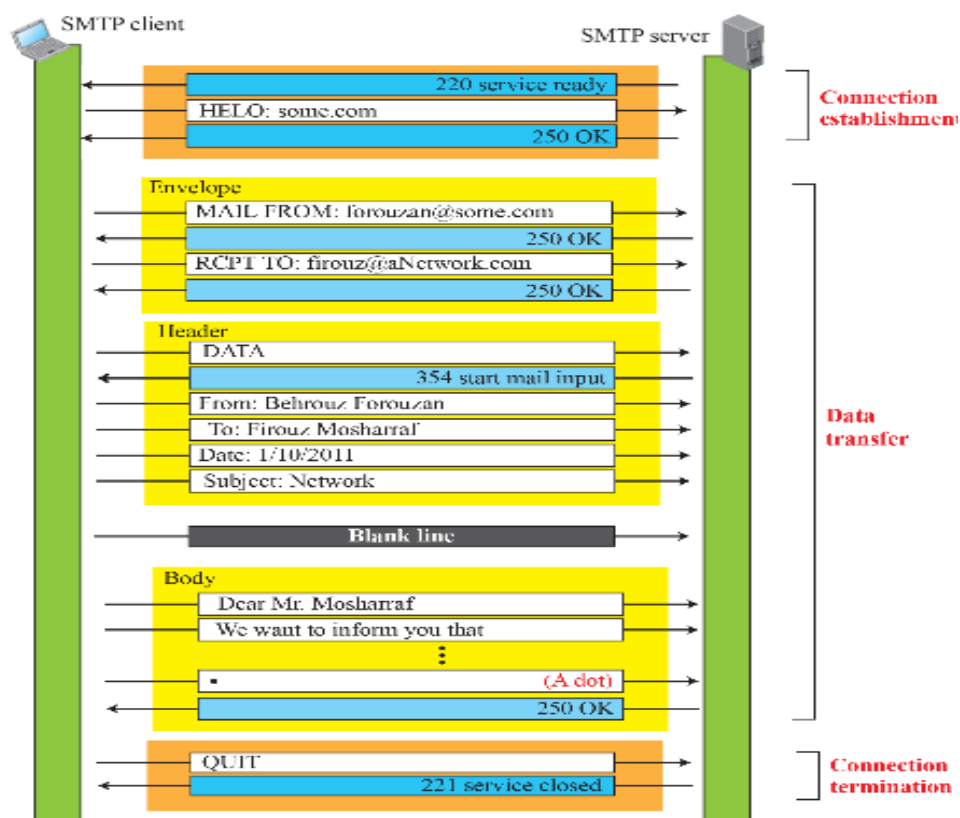 SMTP client
SMTP server
220 service ready
HELO: some.com
250 OK
Connection
establishment
Envelope
MAIL FROM: forouzan@some.com
250 OK
RCPT TO: firouz@aNetwork.com
250 OK
Header
DATA
354 start mail input
From: Behrouz Forouzan
To: Firouz Mosharraf
Date: 1/10/2011
Subject: Network
Data
transfer
Blank line
Body
Dear Mr. Mosharraf
We want to inform you that
⋮
▪ (A dot)
250 OK
QUIT
221 service closed
Connection
termination